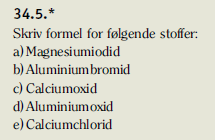 34.5.*
Skriv formel for følgende stoffer:
a) Magnesiumiodid
b) Aluminiumbromid
c) Calciumoxid
d) Aluminiumoxid
e) Calciumchlorid